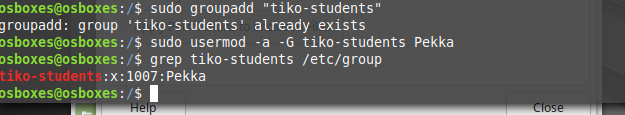 osboxes@osboxes:/$ sudo groupadd "tiko-students"
groupadd: group 'tiko-students' already exists
osboxes@osboxes:/$ sudo usermod -a -G tiko-students Pekka
osboxes@osboxes:/$ grep tiko-students /etc/group
tiko-students:x:1007:Pekka
osboxes@osboxes:/$
Help Close